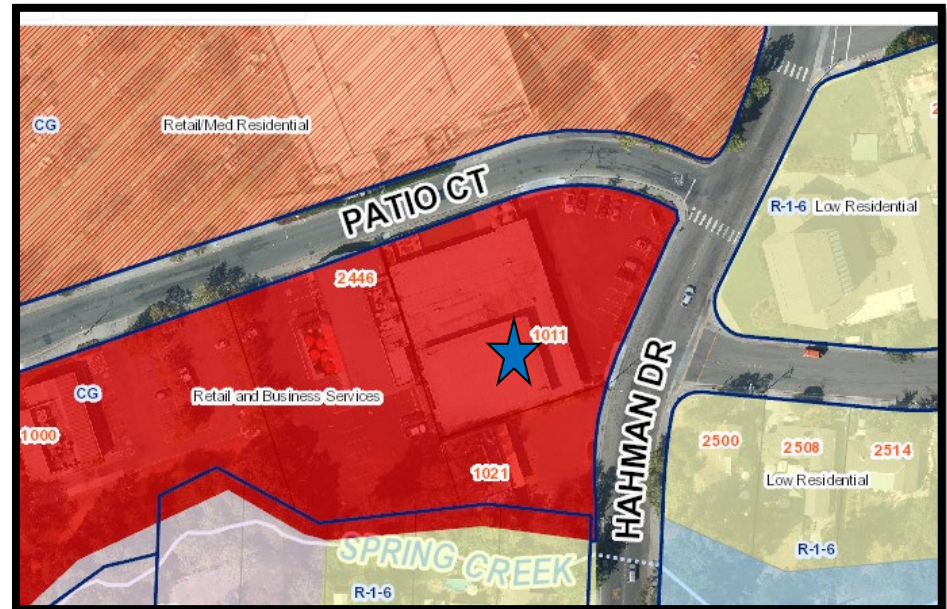 CG
Retail/Med Residential
PATIO CT
R-1-6 Low Residential
2446
1011
CG
Retail and Business Services
1000
HAHMAN DR
2500
2508
2514
1021
Low Residential
SPRING CREEK
R-1-6
R-1-6